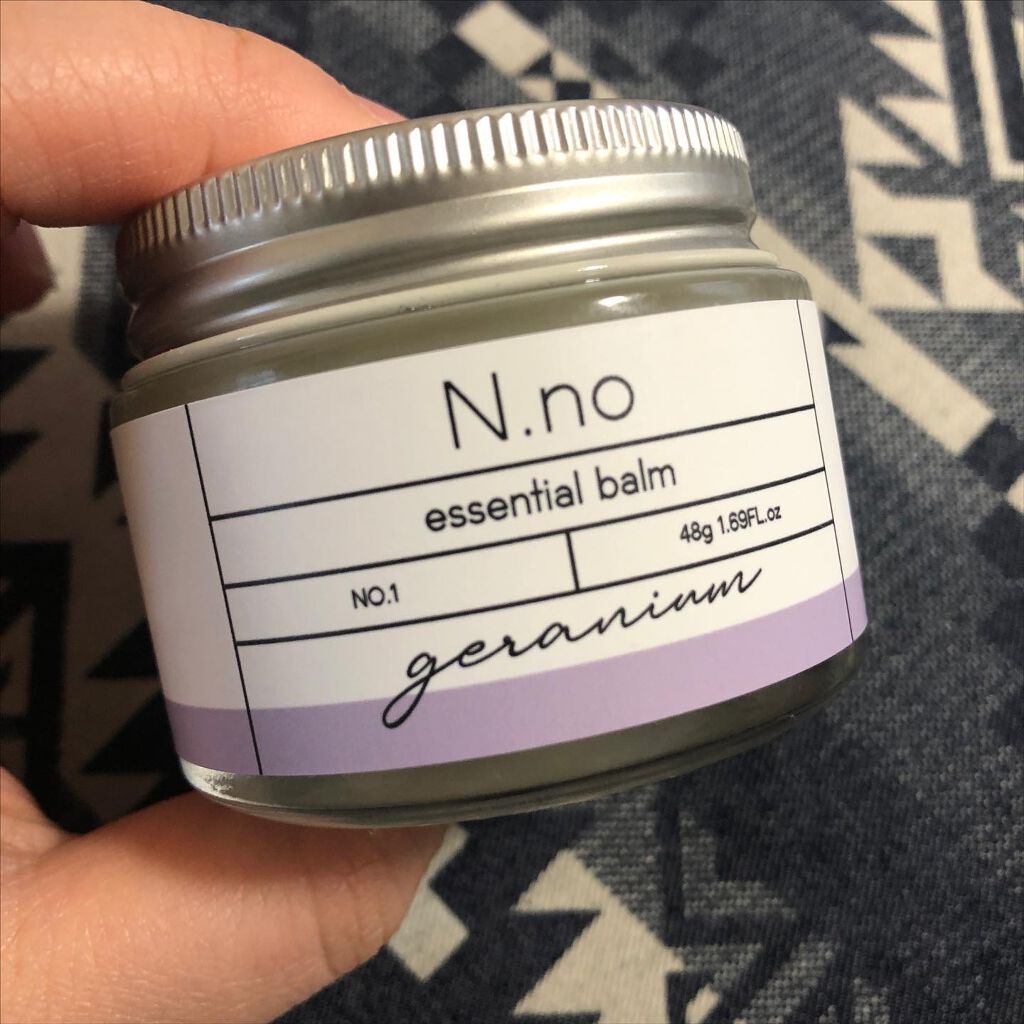 N.no
essential balm
NO.1
48g 1.69FL.oz
geranium